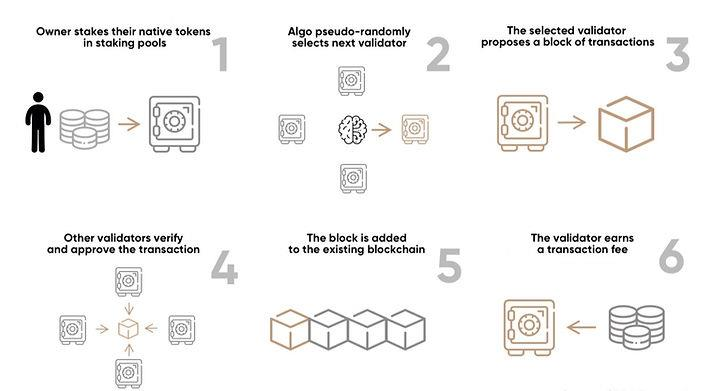 Owner stakes their native tokens
in staking pools
1
Algo pseudo-randomly
selects next validator
2
The selected validator
proposes a block of transactions
3
Other validators verify
and approve the transaction
4
The block is added
to the existing blockchain
5
The validator earns
a transaction fee
6